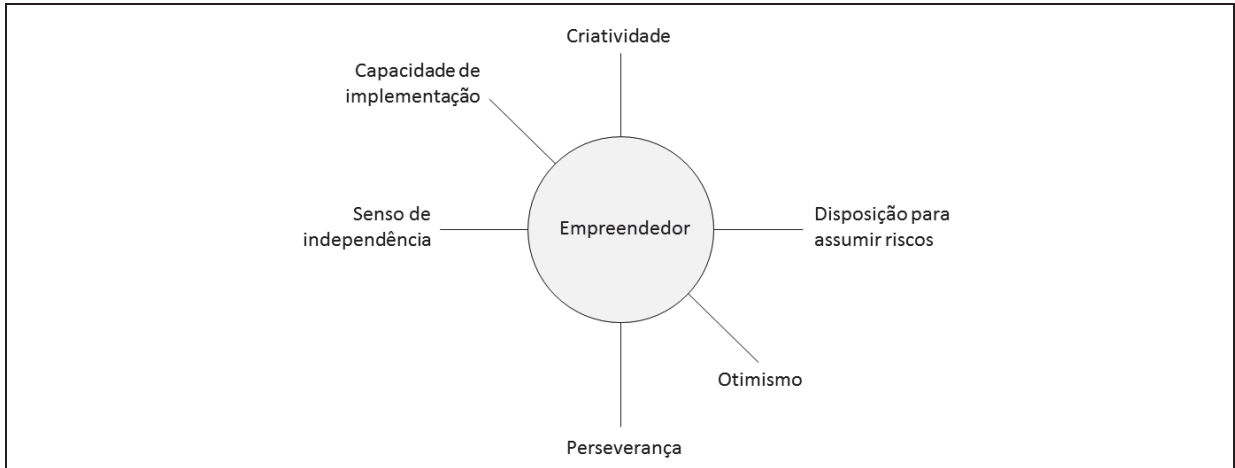 Criatividade
Capacidade de
implementação
Senso de
independência
Empreendedor
Disposição para
assumir riscos
Otimismo
Perseverança